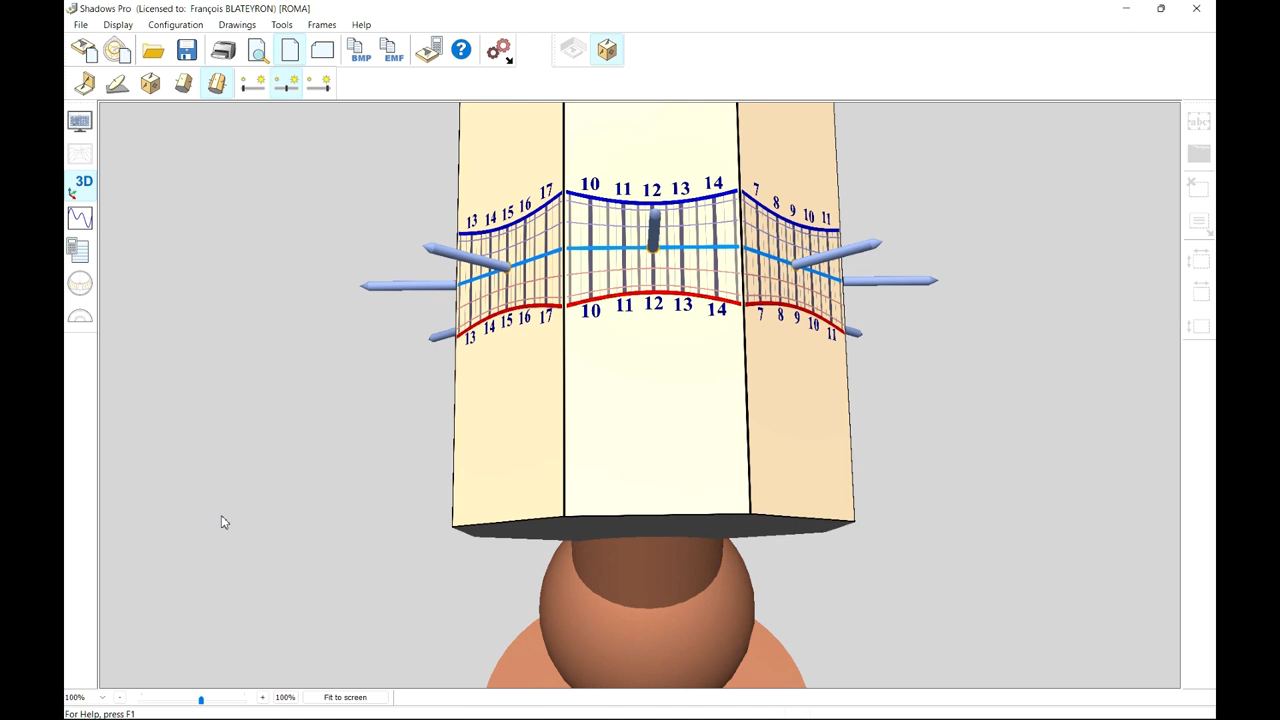 Shadows Pro (Licensed to: François BLATEYRON) [ROMA]
File Display Configuration Drawings Tools Frames Help
BMP EMF ?
abc
3D
13 14 15 16 17 10 11 12 13 14 7 8 9 10 11
13 14 15 16 17 10 11 12 13 14 7 8 9 10 11
100% - + 100% Fit to screen
For Help, press F1